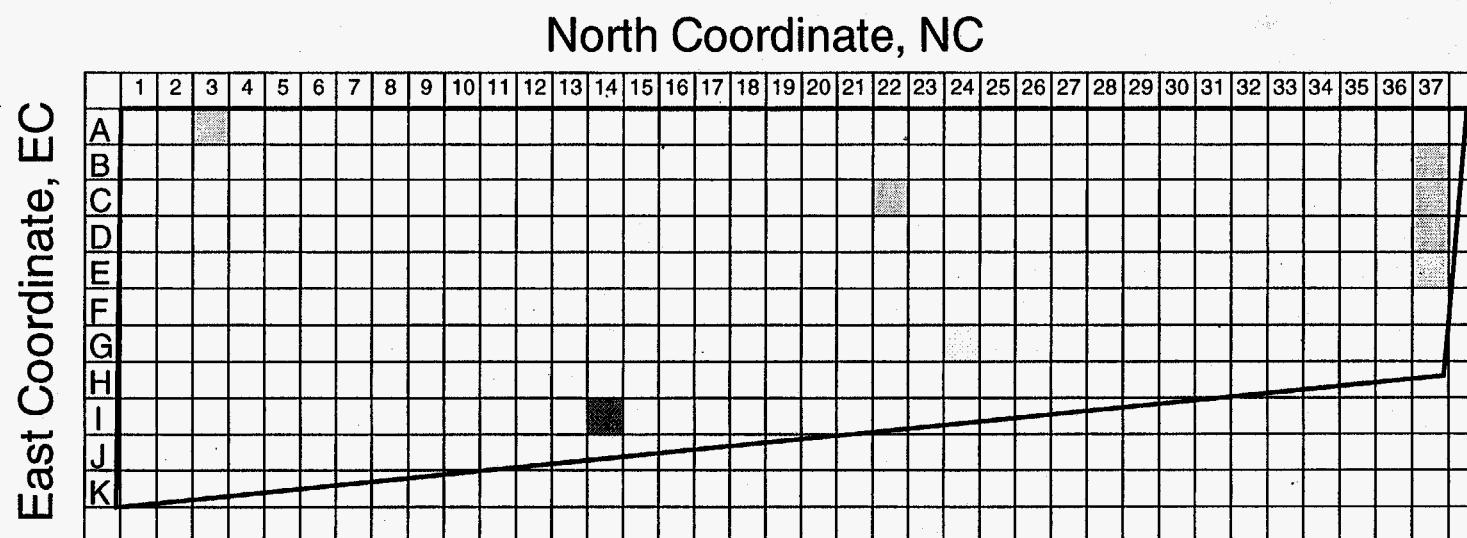 North Coordinate, NC
1 2 3 4 5 6 7 8 9 10 11 12 13 14 15 16 17 18 19 20 21 22 23 24 25 26 27 28 29 30 31 32 33 34 35 36 37
East Coordinate, EC
A
B
C
D
E
F
G
H
I
J
K